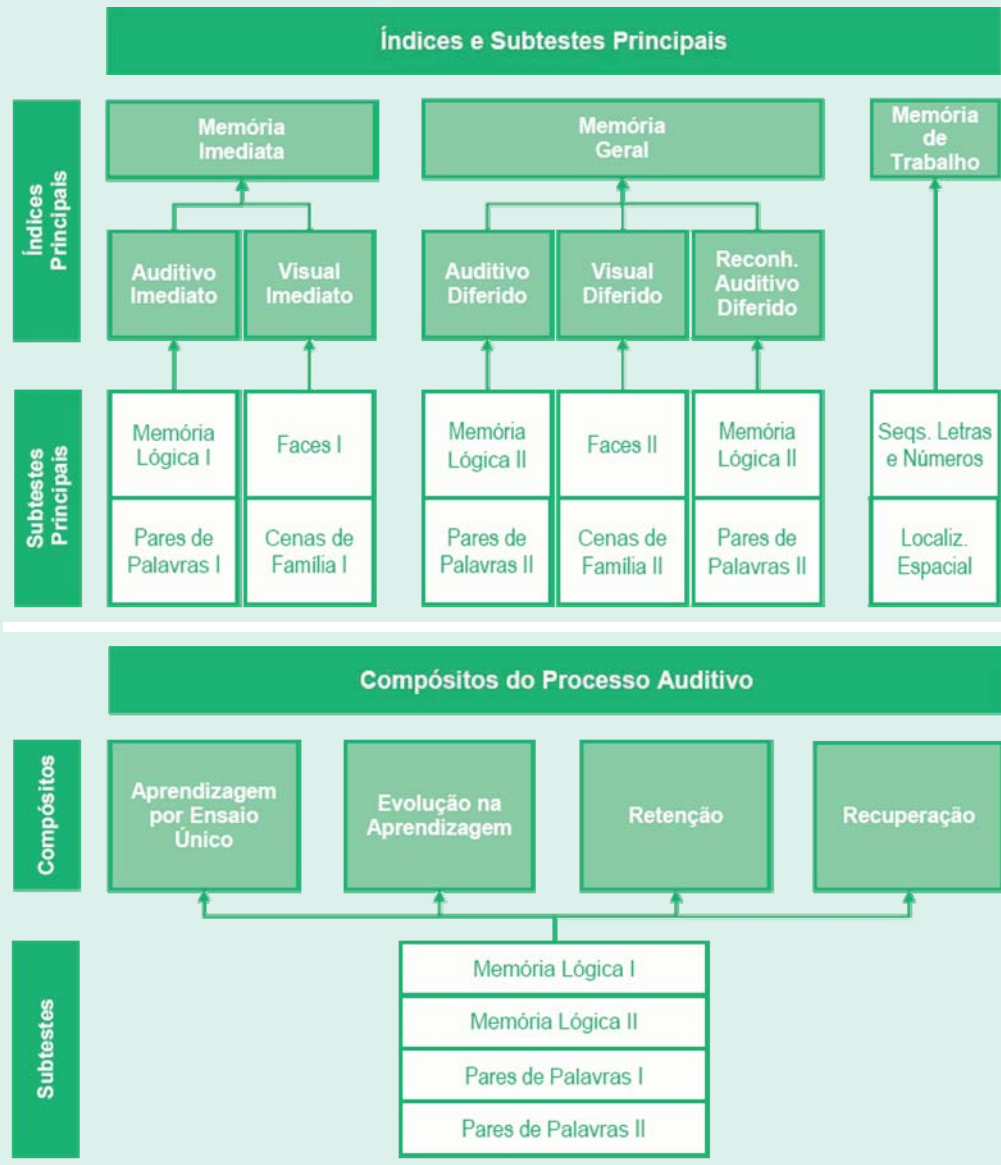 Índices e Subtestes Principais
Índices
Principais
Memória
Imediata
Memória
Geral
Memória
de
Trabalho
Auditivo
Imediato
Visual
Imediato
Auditivo
Diferido
Visual
Diferido
Reconh.
Auditivo
Diferido
Subtestes
Principais
Memória
Lógica I
Faces I
Memória
Lógica II
Faces II
Memória
Lógica II
Seqs. Letras
e Números
Pares de
Palavras I
Cenas de
Família I
Pares de
Palavras II
Cenas de
Família II
Pares de
Palavras II
Localiz.
Espacial
Compósitos do Processo Auditivo
Compósitos
Aprendizagem
por Ensaio
Único
Evolução na
Aprendizagem
Retenção
Recuperação
Subtestes
Memória Lógica I
Memória Lógica II
Pares de Palavras I
Pares de Palavras II